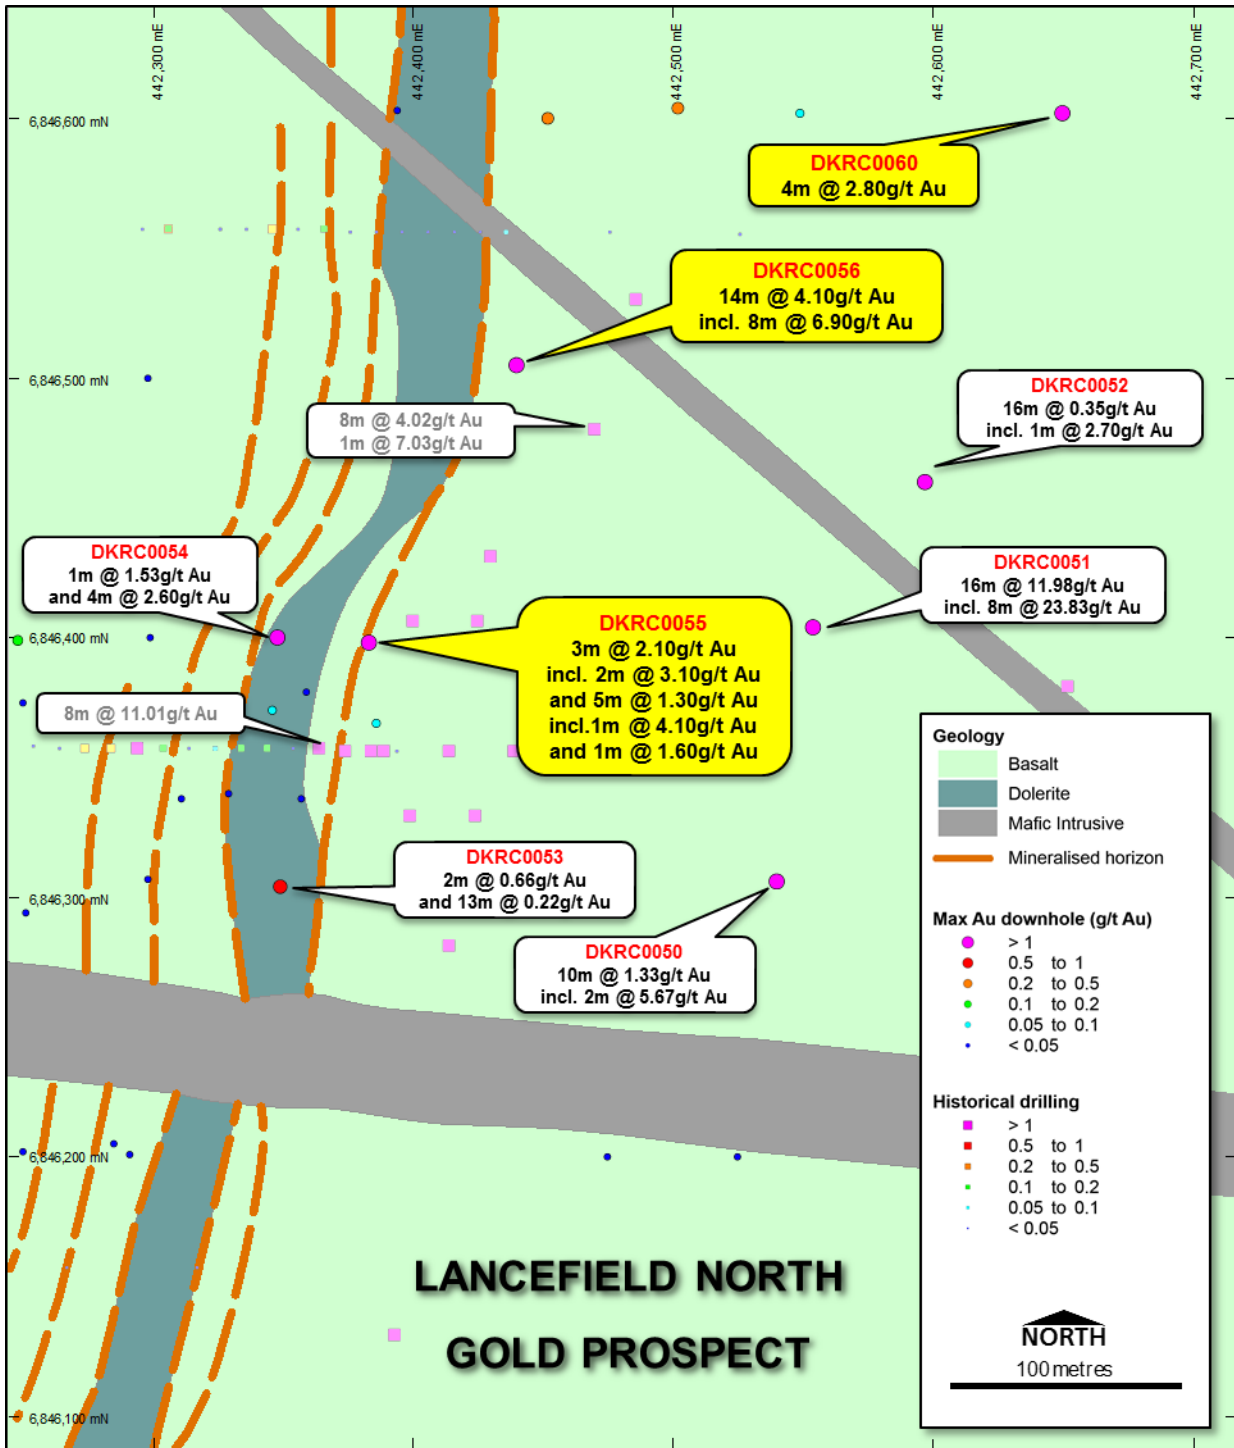 442,300 mE
442,400 mE
442,500 mE
442,600 mE
442,700 mE
6,846,600 mN
DKRC0060
4m @ 2.80g/t Au
DKRC0056
14m @ 4.10g/t Au
incl. 8m @ 6.90g/t Au
6,846,500 mN
DKRC0052
16m @ 0.35g/t Au
incl. 1m @ 2.70g/t Au
8m @ 4.02g/t Au
1m @ 7.03g/t Au
DKRC0054
1m @ 1.53g/t Au
and 4m @ 2.60g/t Au
DKRC0051
16m @ 11.98g/t Au
incl. 8m @ 23.83g/t Au
6,846,400 mN
DKRC0055
3m @ 2.10g/t Au
incl. 2m @ 3.10g/t Au
and 5m @ 1.30g/t Au
incl.1m @ 4.10g/t Au
and 1m @ 1.60g/t Au
8m @ 11.01g/t Au
DKRC0053
2m @ 0.66g/t Au
and 13m @ 0.22g/t Au
6,846,300 mN
DKRC0050
10m @ 1.33g/t Au
incl. 2m @ 5.67g/t Au
6,846,200 mN
6,846,100 mN
LANCEFIELD NORTH
GOLD PROSPECT
Geology
Basalt
Dolerite
Mafic Intrusive
Mineralised horizon
Max Au downhole (g/t Au)
> 1
0.5 to 1
0.2 to 0.5
0.1 to 0.2
0.05 to 0.1
< 0.05
Historical drilling
> 1
0.5 to 1
0.2 to 0.5
0.1 to 0.2
0.05 to 0.1
< 0.05
NORTH
100 metres